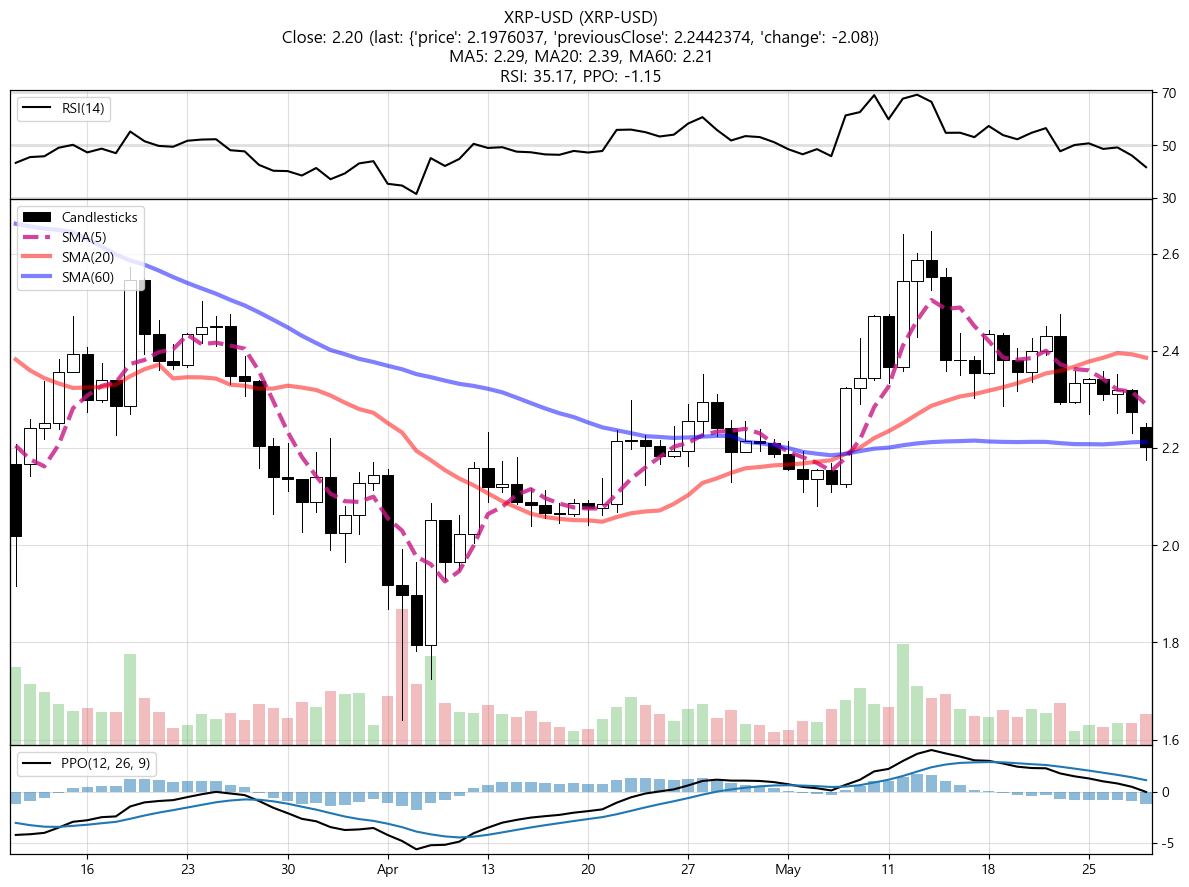 XRP-USD (XRP-USD)
Close: 2.20 (last: {'price': 2.1976037, 'previousClose': 2.2442374, 'change': -2.08})
MA5: 2.29, MA20: 2.39, MA60: 2.21
RSI: 35.17, PPO: -1.15
RSI(14)
70
50
30
Candlesticks
SMA(5)
SMA(20)
SMA(60)
2.6
2.4
2.2
2.0
1.8
1.6
PPO(12, 26, 9)
0
-5
16 23 30 Apr 13 20 27 May 11 18 25